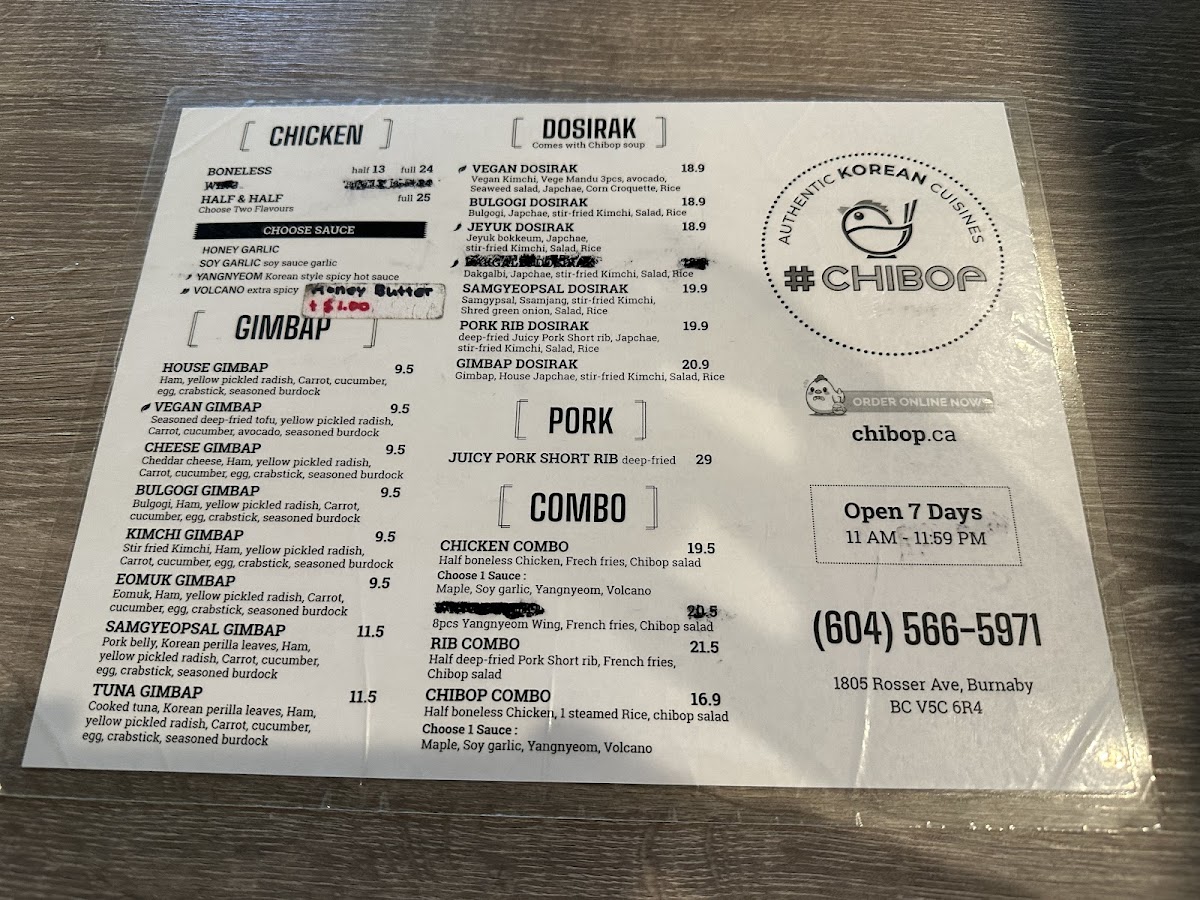 CHICKEN
BONELESS half 13 full 24
HALF & HALF full 25
Choose Two Flavours
CHOOSE SAUCE
HONEY GARLIC
SOY GARLIC soy sauce garlic
YANGNYEOM Korean style spicy hot sauce
VOLCANO extra spicy
Honey Butter
+ $1.00
GIMBAP
HOUSE GIMBAP 9.5
Ham, yellow pickled radish, Carrot, cucumber,
egg, crabstick, seasoned burdock
VEGAN GIMBAP 9.5
Seasoned deep-fried tofu, yellow pickled radish,
Carrot, cucumber, avocado, seasoned burdock
CHEESE GIMBAP 9.5
Cheddar cheese, Ham, yellow pickled radish,
Carrot, cucumber, egg, crabstick, seasoned burdock
BULGOGI GIMBAP 9.5
Bulgogi, Ham, yellow pickled radish, Carrot,
cucumber, egg, crabstick, seasoned burdock
KIMCHI GIMBAP 9.5
Stir fried Kimchi, Ham, yellow pickled radish,
Carrot, cucumber, egg, crabstick, seasoned burdock
EOMUK GIMBAP 9.5
Eomuk, Ham, yellow pickled radish, Carrot,
cucumber, egg, crabstick, seasoned burdock
SAMGYEOPSAL GIMBAP 11.5
Pork belly, Korean perilla leaves, Ham,
yellow pickled radish, Carrot, cucumber,
egg, crabstick, seasoned burdock
TUNA GIMBAP 11.5
Cooked tuna, Korean perilla leaves, Ham,
yellow pickled radish, Carrot, cucumber,
egg, crabstick, seasoned burdock
DOSIRAK
Comes with Chibop soup
VEGAN DOSIRAK 18.9
Vegan Kimchi, Vege Mandu 3pcs, avocado,
Seaweed salad, Japchae, Corn Croquette, Rice
BULGOGI DOSIRAK 18.9
Bulgogi, Japchae, stir-fried Kimchi, Salad, Rice
JEYUK DOSIRAK 18.9
Jeyuk bokkeum, Japchae,
stir-fried Kimchi, Salad, Rice
Dakgalbi, Japchae, stir-fried Kimchi, Salad, Rice
SAMGYEOPSAL DOSIRAK 19.9
Samgypsal, Ssamjang, stir-fried Kimchi,
Shred green onion, Salad, Rice
PORK RIB DOSIRAK 19.9
deep-fried Juicy Pork Short rib, Japchae,
stir-fried Kimchi, Salad, Rice
GIMBAP DOSIRAK 20.9
Gimbap, House Japchae, stir-fried Kimchi, Salad, Rice
PORK
JUICY PORK SHORT RIB deep-fried 29
COMBO
CHICKEN COMBO 19.5
Half boneless Chicken, Frech fries, Chibop salad
Choose 1 Sauce :
Maple, Soy garlic, Yangnyeom, Volcano
20.5
8pcs Yangnyeom Wing, French fries, Chibop salad
RIB COMBO 21.5
Half deep-fried Pork Short rib, French fries,
Chibop salad
CHIBOP COMBO 16.9
Half boneless Chicken, 1 steamed Rice, chibop salad
Choose 1 Sauce :
Maple, Soy garlic, Yangnyeom, Volcano
AUTHENTIC KOREAN CUISINES
#CHIBOP
ORDER ONLINE NOW
chibop.ca
Open 7 Days
11 AM - 11:59 PM
(604) 566-5971
1805 Rosser Ave, Burnaby
BC V5C 6R4